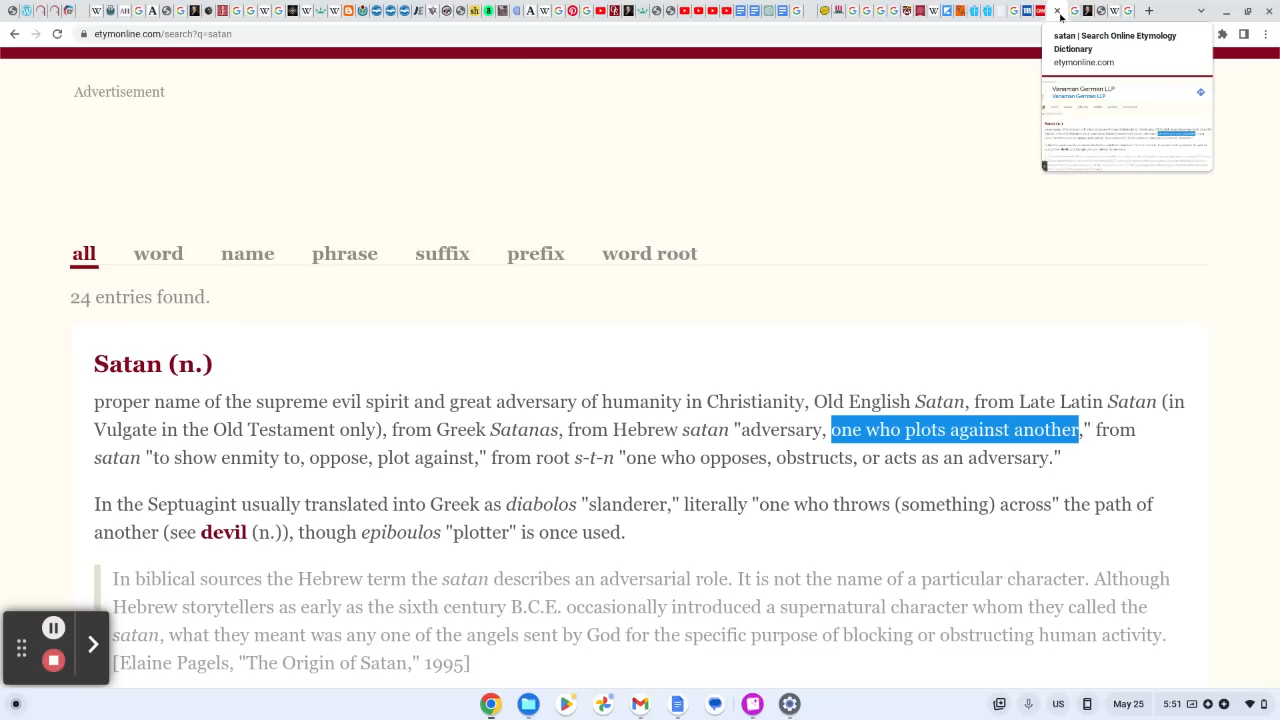 etymonline.com/search?q=satan
satan | Search Online Etymology
Dictionary
etymonline.com
Vanaman German LLP
Vanaman German LLP
Advertisement
all word name phrase suffix prefix word root
24 entries found.
Satan (n.)
proper name of the supreme evil spirit and great adversary of humanity in Christianity, Old English Satan, from Late Latin Satan (in
Vulgate in the Old Testament only), from Greek Satanas, from Hebrew satan "adversary, one who plots against another," from
satan "to show enmity to, oppose, plot against," from root s-t-n "one who opposes, obstructs, or acts as an adversary."
In the Septuagint usually translated into Greek as diabolos "slanderer," literally "one who throws (something) across" the path of
another (see devil (n.)), though epiboulos "plotter" is once used.
In biblical sources the Hebrew term the satan describes an adversarial role. It is not the name of a particular character. Although
Hebrew storytellers as early as the sixth century B.C.E. occasionally introduced a supernatural character whom they called the
satan, what they meant was any one of the angels sent by God for the specific purpose of blocking or obstructing human activity.
[Elaine Pagels, "The Origin of Satan," 1995]
US May 25 5:51